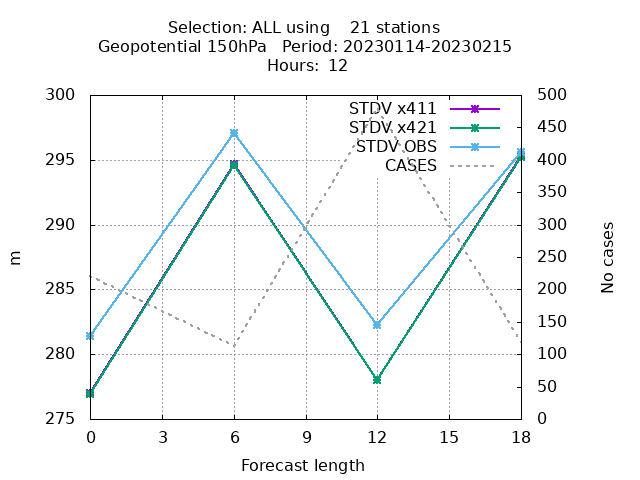 Selection: ALL using    21 stations
Geopotential 150hPa   Period: 20230114-20230215
Hours:  12
STDV x411
STDV x421
STDV OBS
CASES
300
295
290
285
280
275
500
450
400
350
300
250
200
150
100
50
0
m
No cases
0 3 6 9 12 15 18
Forecast length